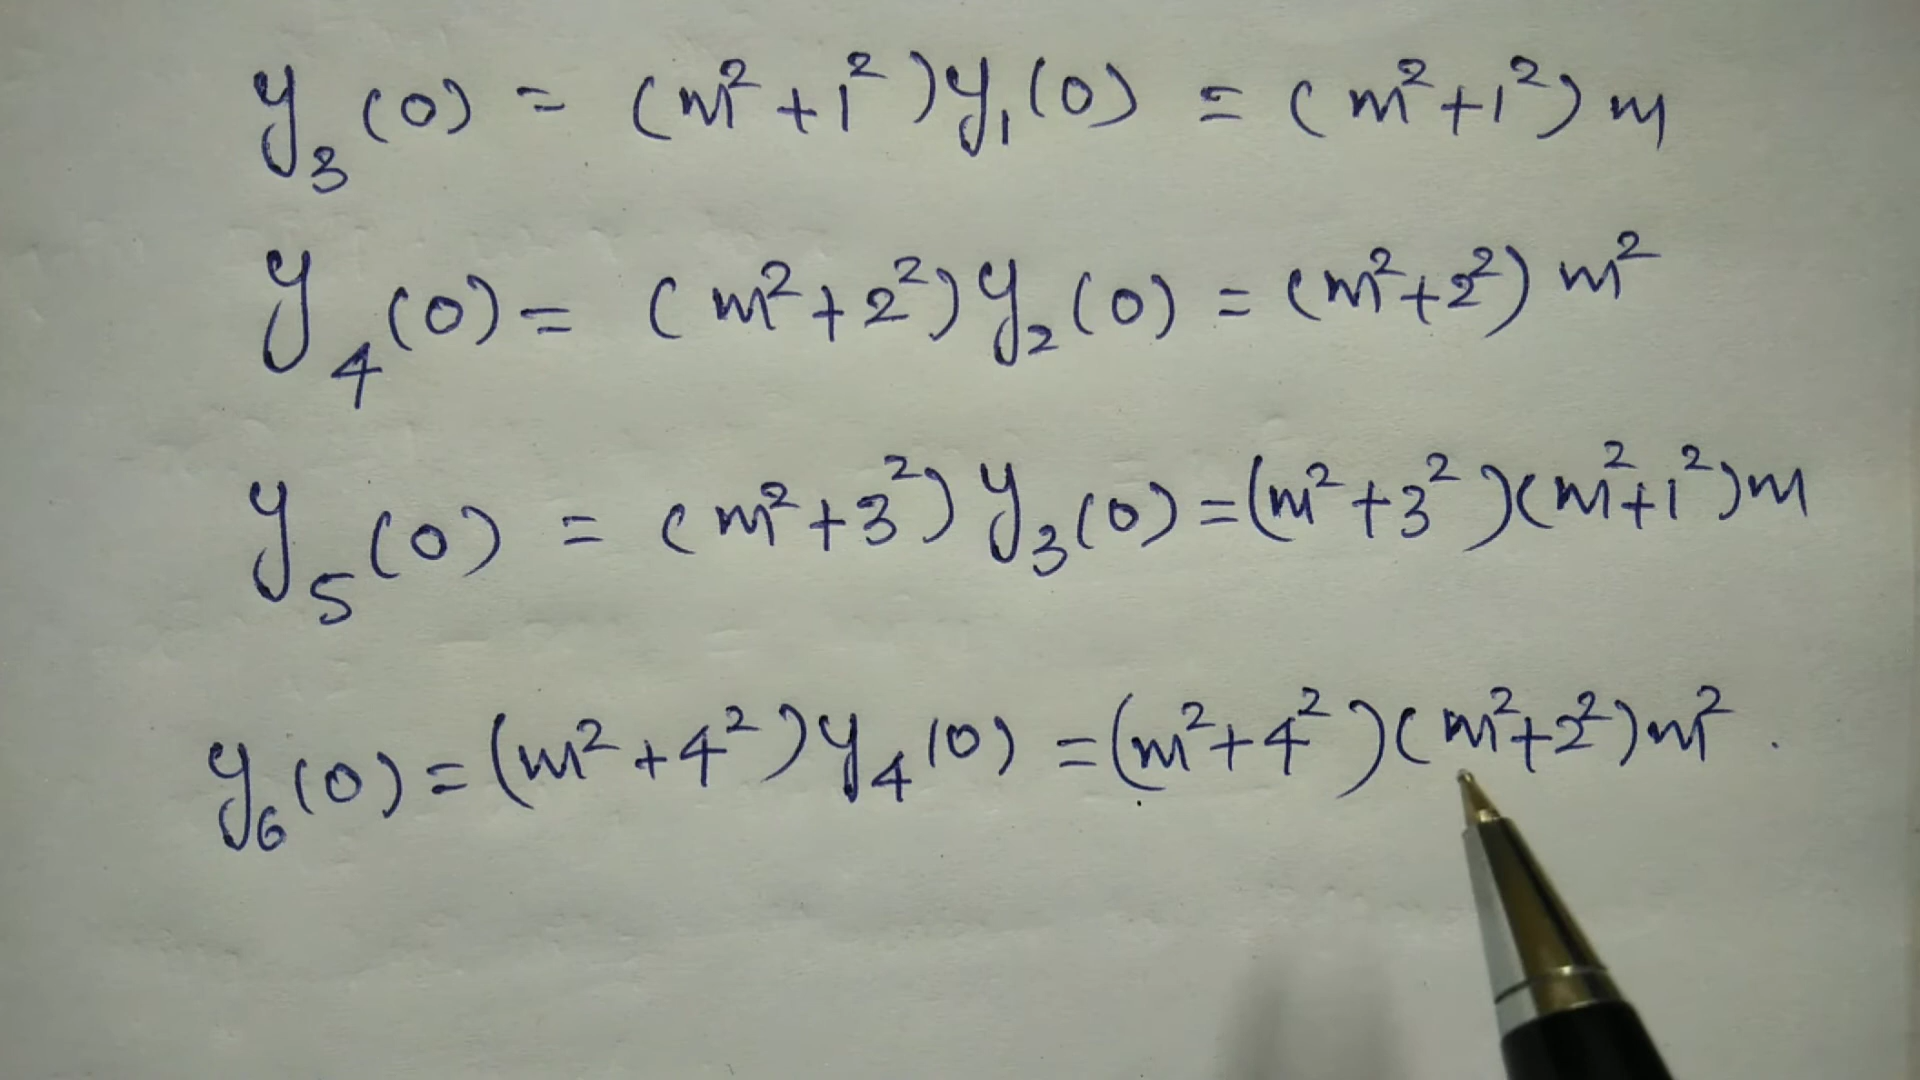 y₃(0) = (m²+1²)y₁(0) = (m²+1²)m
y₄(0) = (m²+2²)y₂(0) = (m²+2²)m²
y₅(0) = (m²+3²)y₃(0) = (m²+3²)(m²+1²)m
y₆(0) = (m²+4²)y₄(0) = (m²+4²)(m²+2²)m².